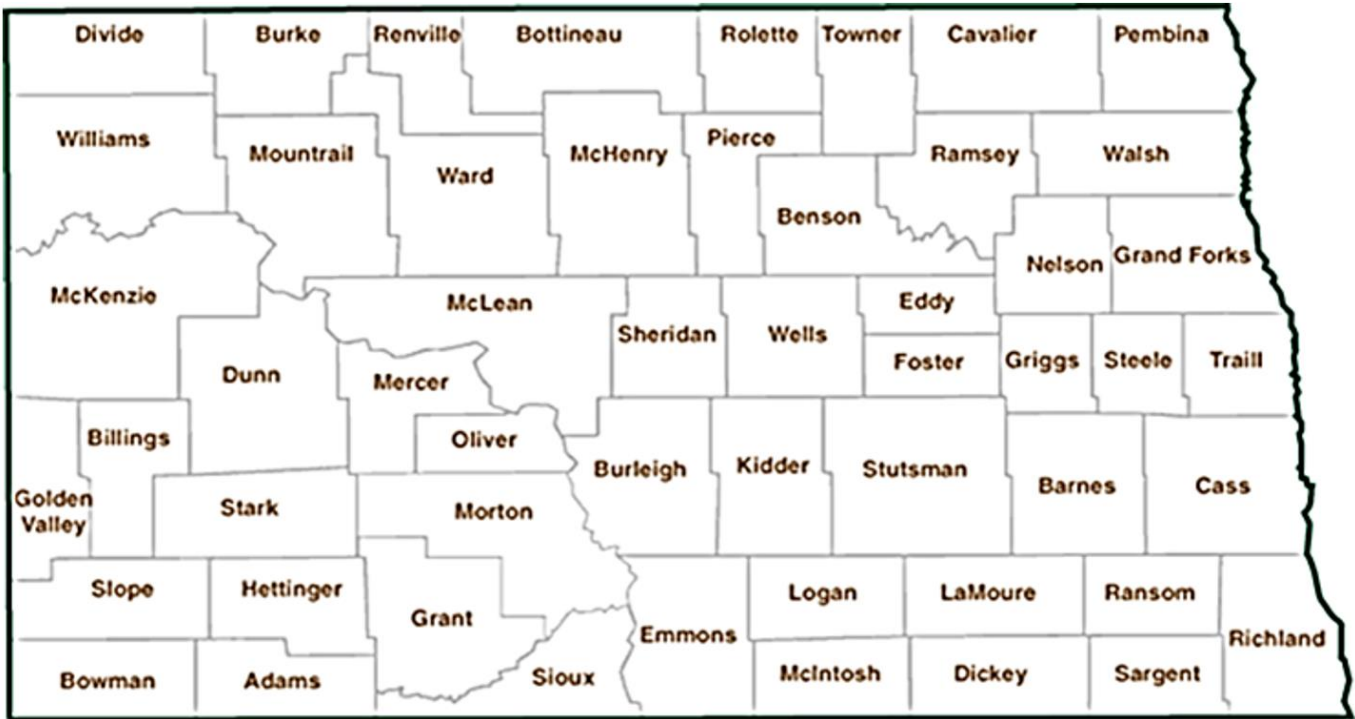 Divide
Burke
Renville
Bottineau
Rolette
Towner
Cavalier
Pembina
Williams
Mountrail
Ward
McHenry
Pierce
Ramsey
Walsh
Benson
Nelson
Grand Forks
McKenzie
McLean
Eddy
Sheridan
Wells
Foster
Griggs
Steele
Traill
Dunn
Mercer
Billings
Oliver
Burleigh
Kidder
Stutsman
Barnes
Cass
Golden
Valley
Stark
Morton
Slope
Hettinger
Grant
Logan
LaMoure
Ransom
Emmons
Richland
Bowman
Adams
Sioux
McIntosh
Dickey
Sargent